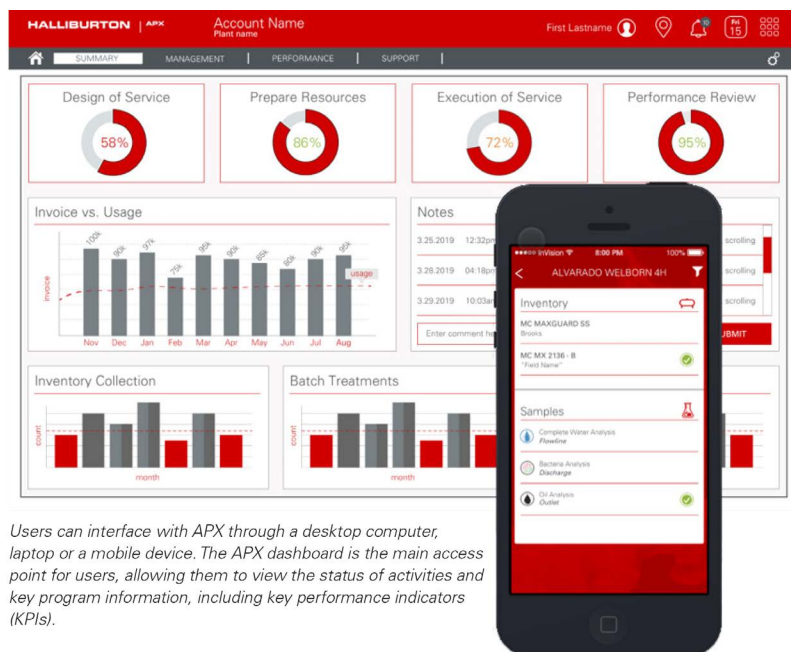 HALLIBURTON | APX
Account Name
Plant name
First Lastname
10
Fri
15
SUMMARY
MANAGEMENT
PERFORMANCE
SUPPORT
Design of Service
58%
Prepare Resources
86%
Execution of Service
72%
Performance Review
95%
Invoice vs. Usage
invoice
100k
90k
97k
75k
95k
90k
85k
80k
90k
95k
usage
Nov Dec Jan Feb Mar Apr May Jun Jul Aug
Notes
3.25.2019 12:32pm
scrolling
3.28.2019 04:18pm
scrolling
3.29.2019 10:03am
scrolling
Enter comment he
UBMIT
Inventory Collection
count
month
Batch Treatments
count
month
InVision 8:00 PM 100%
< ALVARADO WELBORN 4H
Inventory
MC MAXGUARD SS
Brooks
MC MX 2136 - B
"Field Name"
Samples
Complete Water Analysis
Flowline
Bacteria Analysis
Discharge
Oil Analysis
Outlet
Users can interface with APX through a desktop computer,
laptop or a mobile device. The APX dashboard is the main access
point for users, allowing them to view the status of activities and
key program information, including key performance indicators
(KPIs).